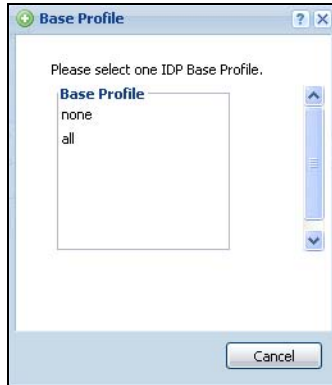 Base Profile
?
Please select one IDP Base Profile.
Base Profile
none
all
Cancel